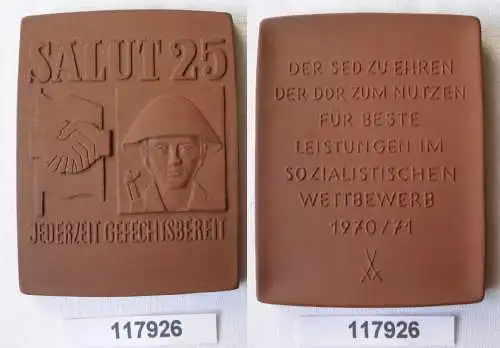 SALUT 25
JEDERZEIT GEFECHTSBEREIT
117926
DER SED ZU EHREN
DER DDR ZUM NUTZEN
FÜR BESTE
LEISTUNGEN IM
SOZIALISTISCHEN
WETTBEWERB
1970/71
117926